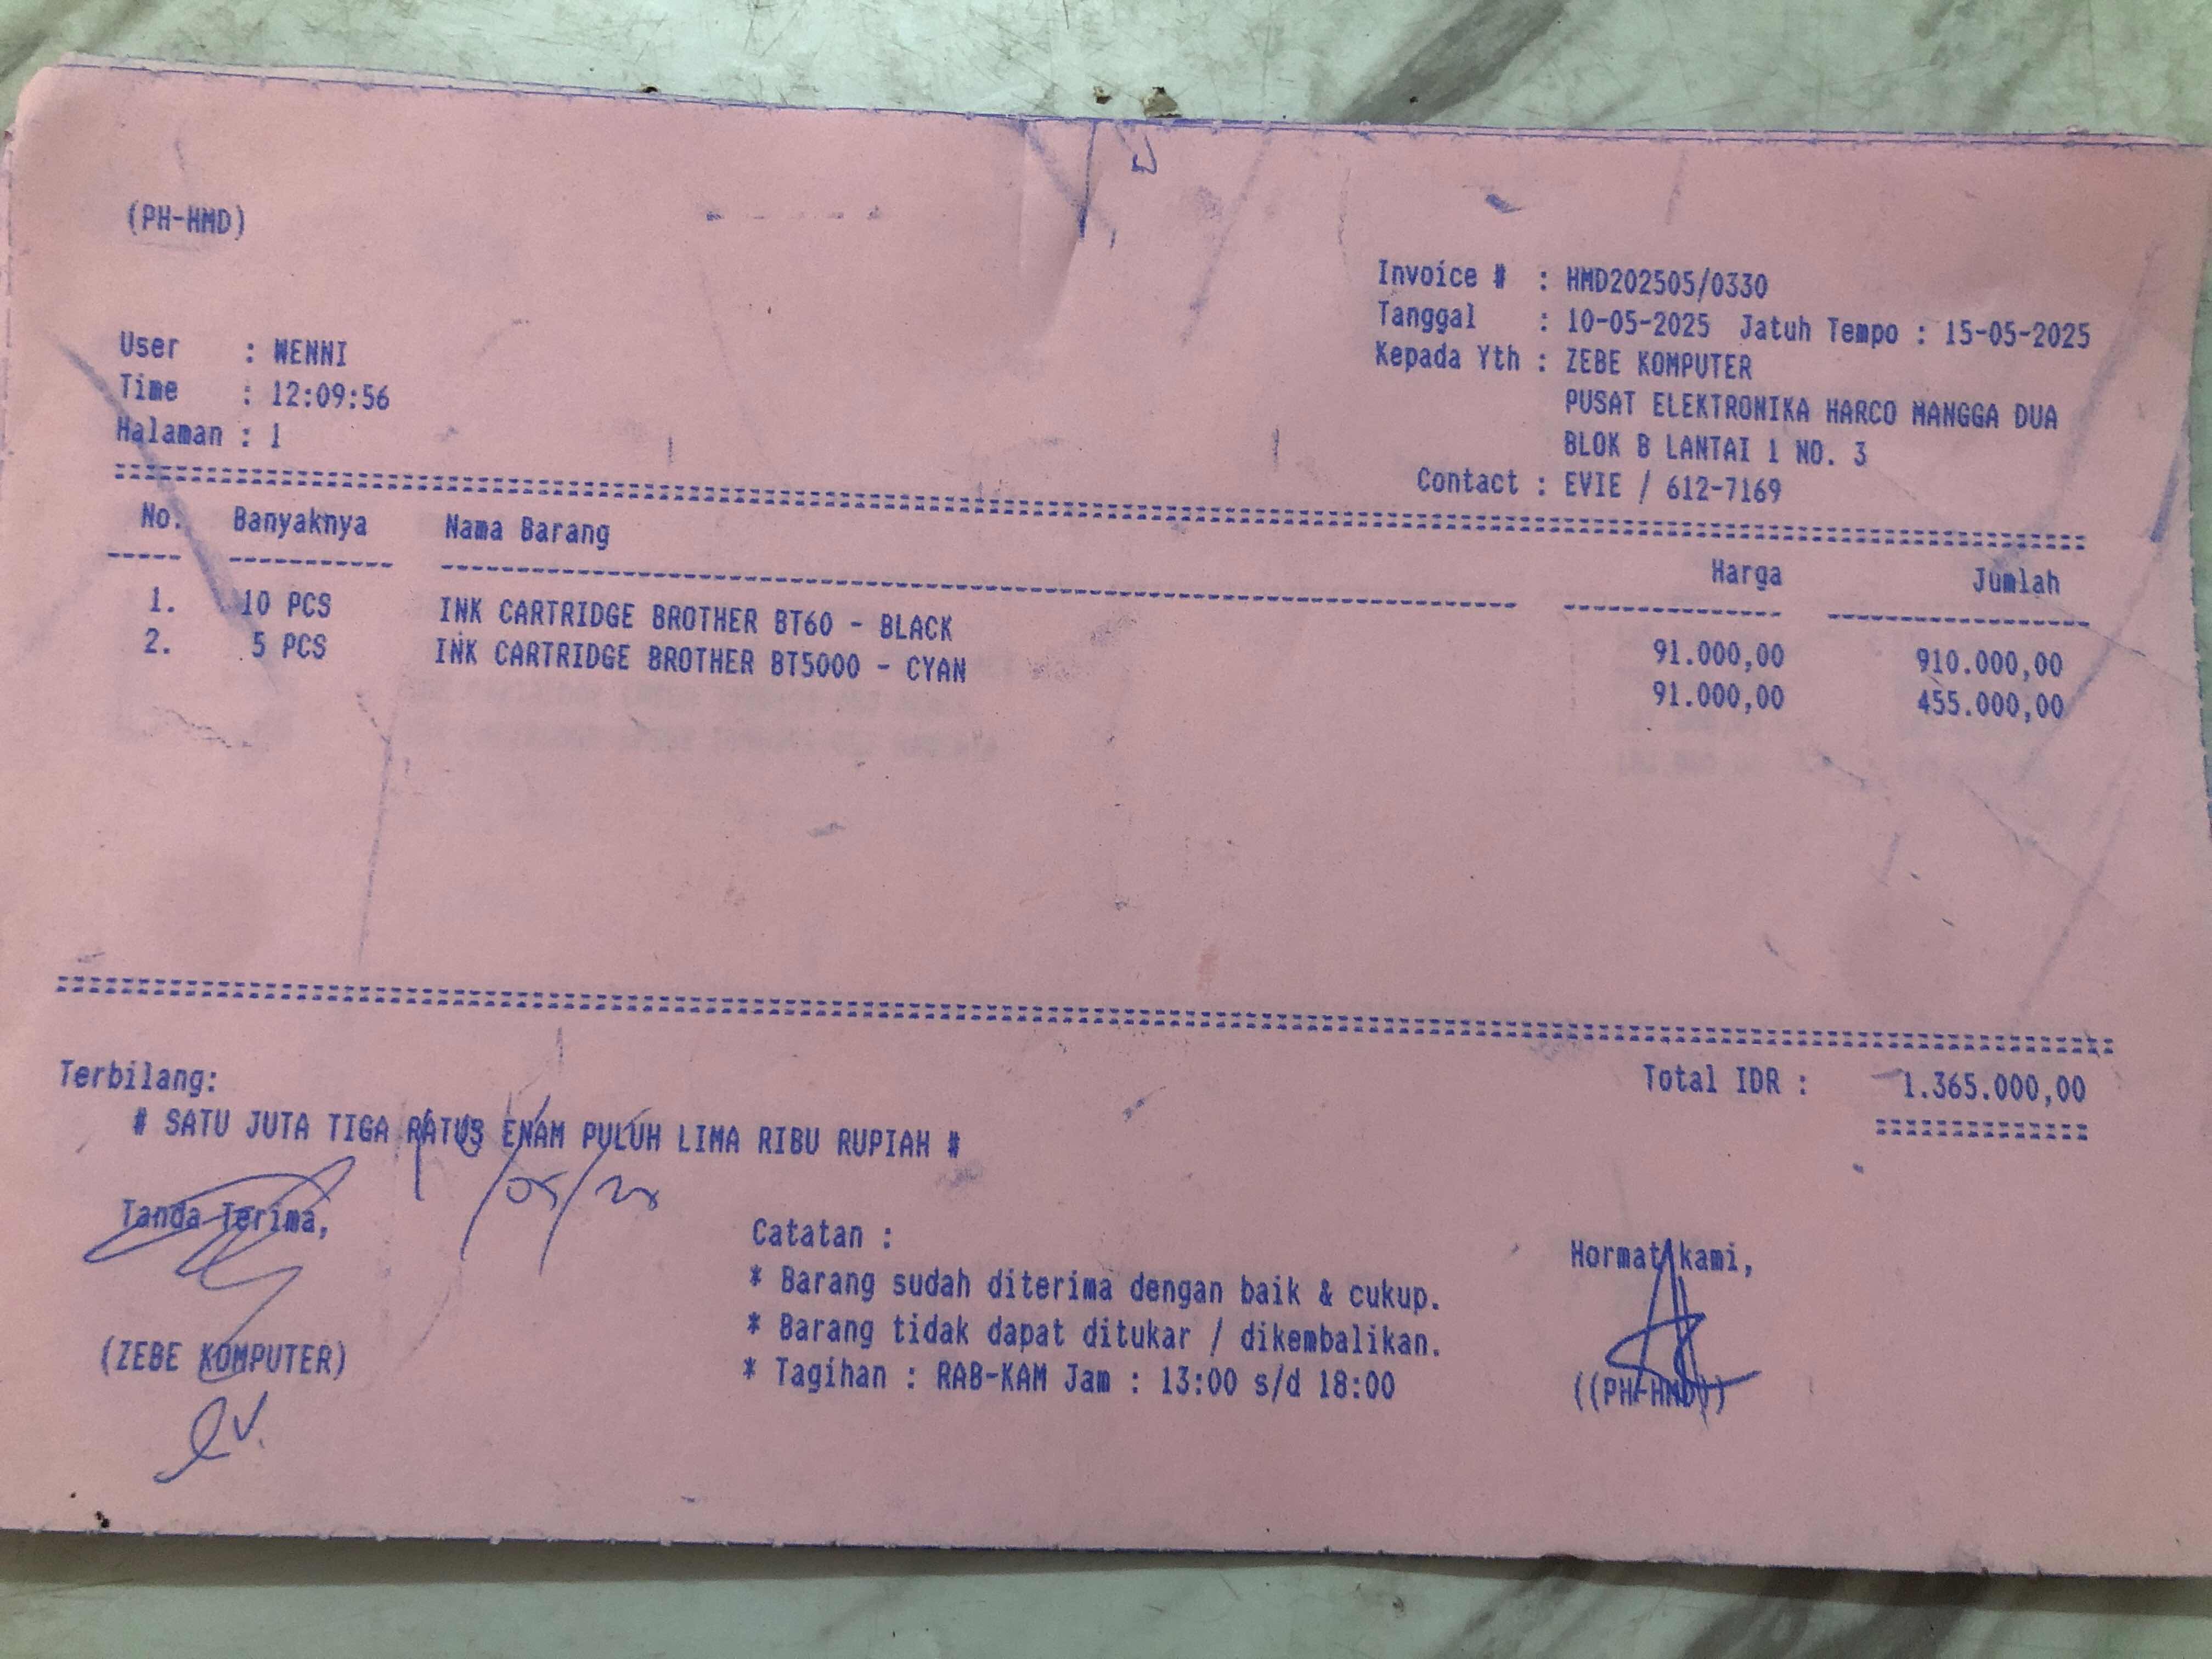 (PH-HMD)
Invoice # : HMD202505/0330
Tanggal : 10-05-2025 Jatuh Tempo : 15-05-2025
Kepada Yth : ZEBE KOMPUTER
PUSAT ELEKTRONIKA HARCO MANGGA DUA
BLOK B LANTAI 1 NO. 3
Contact : EVIE / 612-7169
User : WENNI
Time : 12:09:56
Halaman : 1
No. Banyaknya Nama Barang Harga Jumlah
1. 10 PCS INK CARTRIDGE BROTHER BT60 - BLACK 91.000,00 910.000,00
2. 5 PCS INK CARTRIDGE BROTHER BT5000 - CYAN 91.000,00 455.000,00
Total IDR : 1.365.000,00
Terbilang:
# SATU JUTA TIGA RATUS ENAM PULUH LIMA RIBU RUPIAH #
Tanda Terima,
(ZEBE KOMPUTER)
Catatan :
* Barang sudah diterima dengan baik & cukup.
* Barang tidak dapat ditukar / dikembalikan.
* Tagihan : RAB-KAM Jam : 13:00 s/d 18:00
Hormat kami,
((PH-HMD))